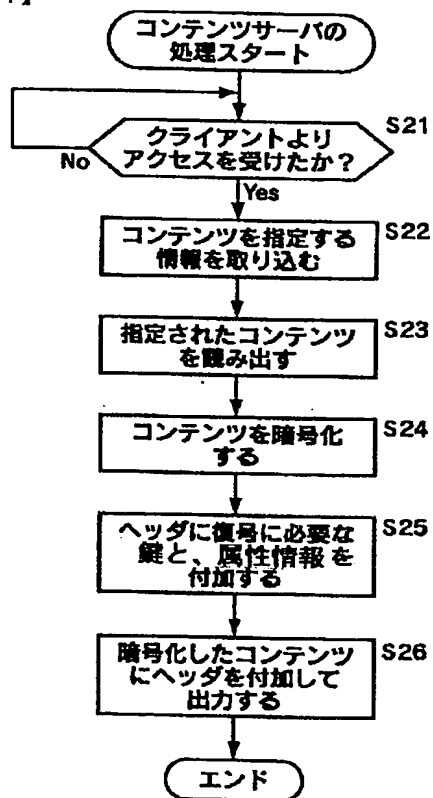 コンテンツサーバの
処理スタート
クライアントより
アクセスを受けたか？
S21
No
Yes
コンテンツを指定する
情報を取り込む
S22
指定されたコンテンツ
を読み出す
S23
コンテンツを暗号化
する
S24
ヘッダに復号に必要な
鍵と、属性情報を
付加する
S25
暗号化したコンテンツ
にヘッダを付加して
出力する
S26
エンド